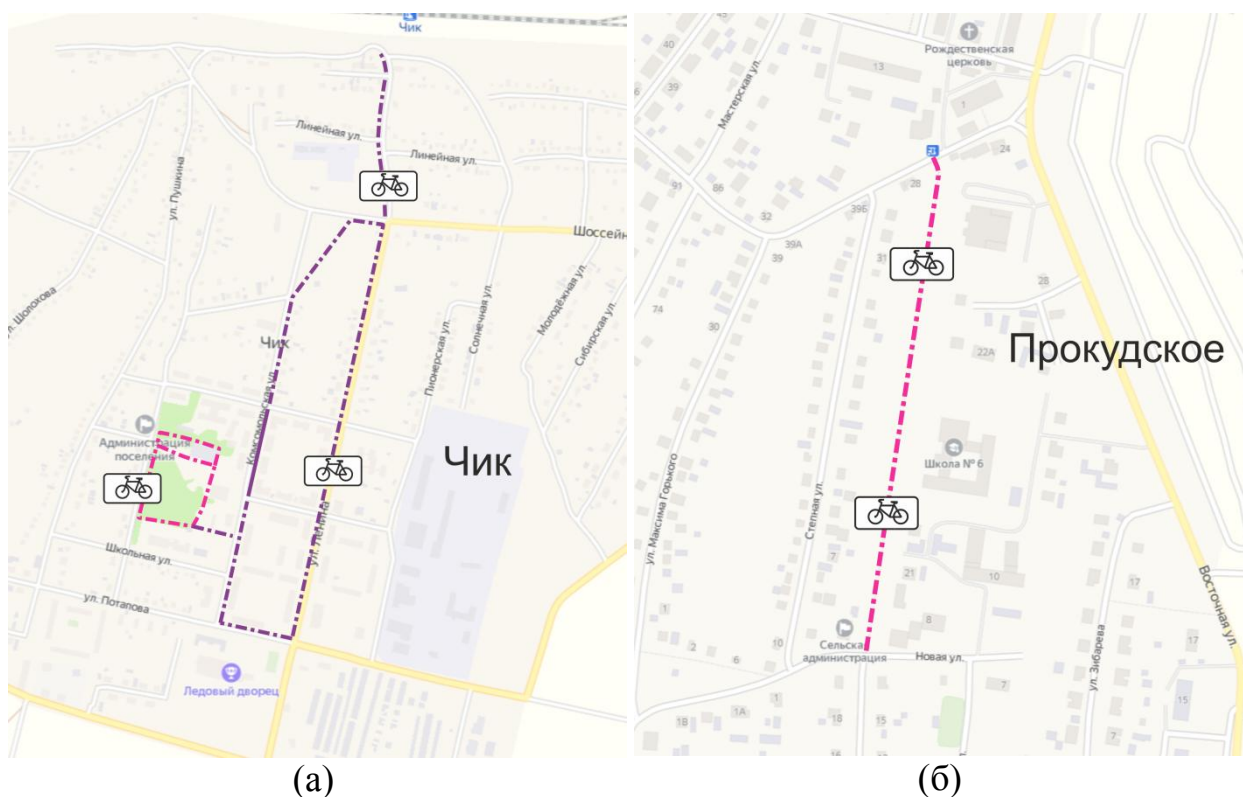 Чик
Линейная ул.
Линейная ул.
ул. Пушкина
Шоссейн
л. Шолохова
Солнечная ул.
Молодёжная ул.
Сибирская ул.
Пионерская ул.
Чик
Комсомольская ул.
Администрация
поселения
Чик
ул. Ленина
Школьная ул.
ул. Потапова
Ледовый дворец
(а)
40
Рождественская
церковь
39
13
Мастерская ул.
1
24
91
86
28
32
39Б
39А
39
31
28
74
30
22А
Прокудское
Школа № 6
ул. Максима Горького
Степная ул.
7
21
10
17
Восточная ул.
1
8
Сельска
администрация
2
6
10
Новая ул.
ул. Зибарева
17
7
1
1А
1В
18
15
15
7
(б)